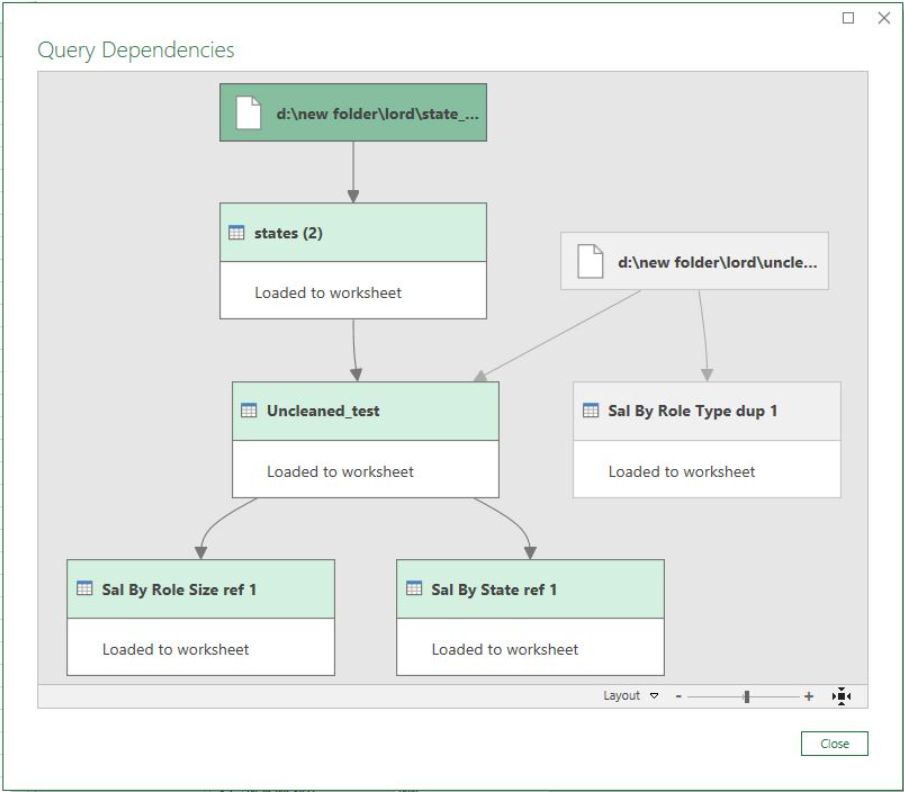 Query Dependencies
d:\new folder\lord\state_...
states (2)
Loaded to worksheet
d:\new folder\lord\uncle...
Uncleaned_test
Loaded to worksheet
Sal By Role Type dup 1
Loaded to worksheet
Sal By Role Size ref 1
Loaded to worksheet
Sal By State ref 1
Loaded to worksheet
Layout
Close